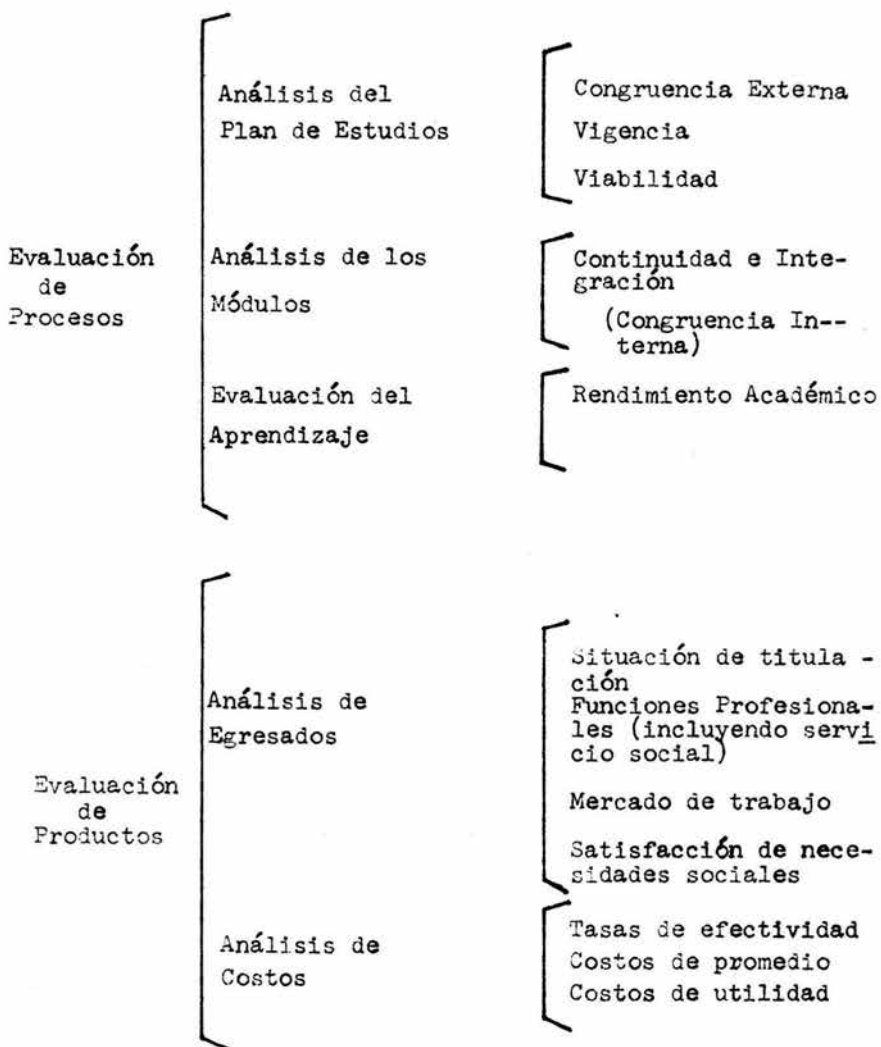 Análisis del
Plan de Estudios
Congruencia Externa
Vigencia
Viabilidad
Evaluación
de
Procesos
Análisis de los
Módulos
Continuidad e Inte-
gración
(Congruencia In--
terna)
Evaluación del
Aprendizaje
Rendimiento Académico
Evaluación
de
Productos
Análisis de
Egresados
Situación de titula -
ción
Funciones Profesiona-
les (incluyendo servi
cio social)
Mercado de trabajo
Satisfacción de nece-
sidades sociales
Análisis de
Costos
Tasas de efectividad
Costos de promedio
Costos de utilidad